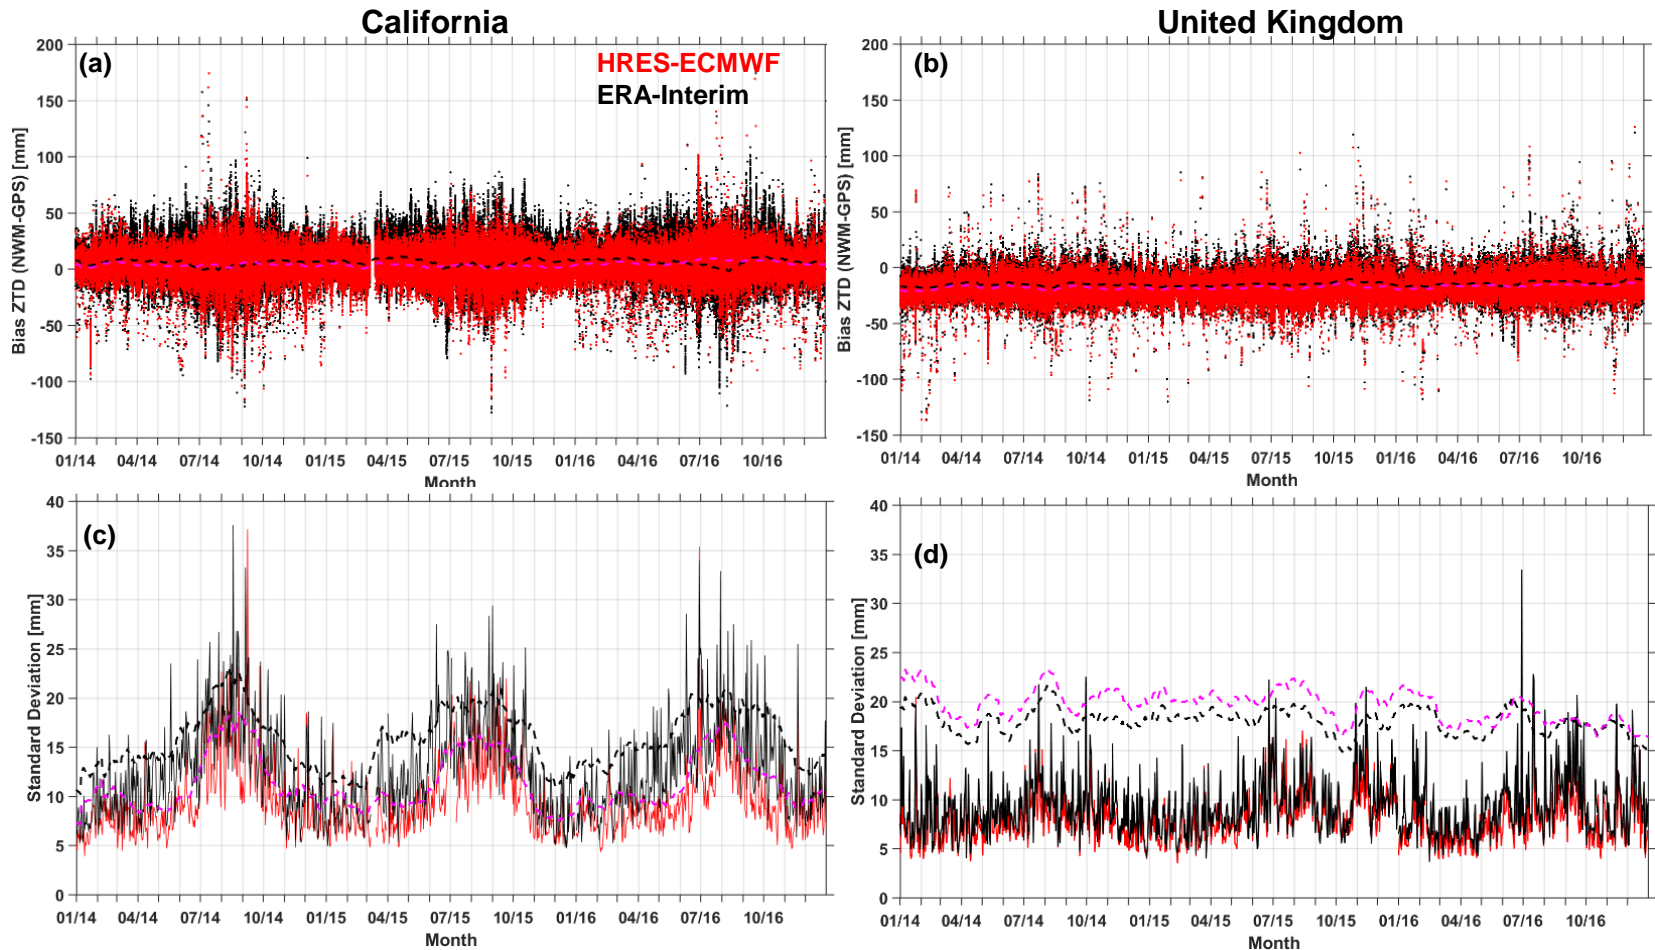 California
United Kingdom
(a)
HRES-ECMWF
ERA-Interim
200
150
100
50
0
-50
-100
-150
Bias ZTD (NWM-GPS) [mm]
01/14 04/14 07/14 10/14 01/15 04/15 07/15 10/15 01/16 04/16 07/16 10/16
Month
(b)
200
150
100
50
0
-50
-100
-150
Bias ZTD (NWM-GPS) [mm]
01/14 04/14 07/14 10/14 01/15 04/15 07/15 10/15 01/16 04/16 07/16 10/16
Month
(c)
40
35
30
25
20
15
10
5
0
Standard Deviation [mm]
01/14 04/14 07/14 10/14 01/15 04/15 07/15 10/15 01/16 04/16 07/16 10/16
Month
(d)
40
35
30
25
20
15
10
5
0
Standard Deviation [mm]
01/14 04/14 07/14 10/14 01/15 04/15 07/15 10/15 01/16 04/16 07/16 10/16
Month